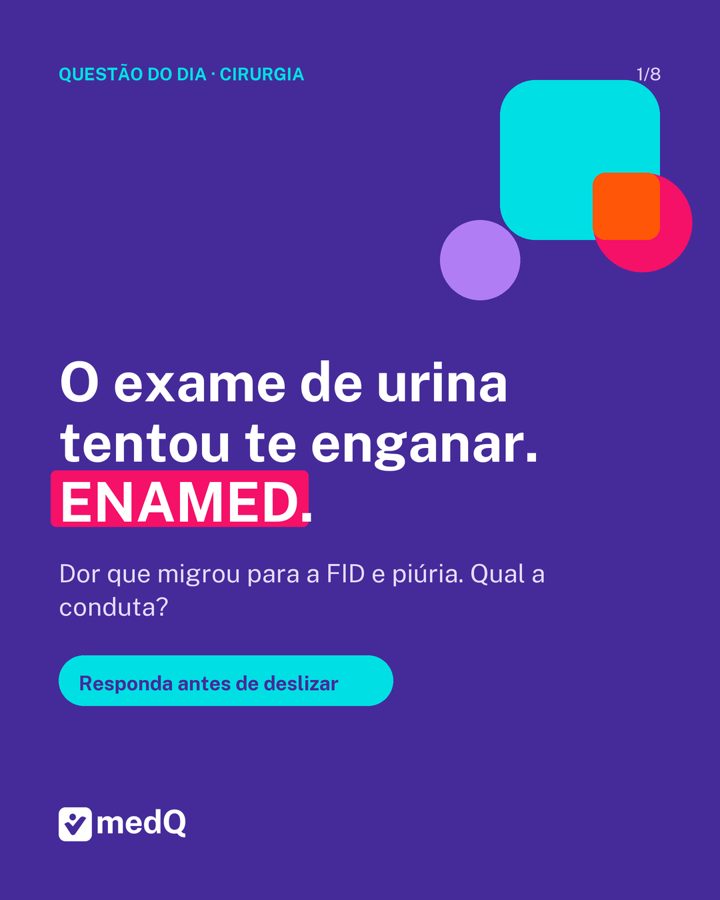 QUESTÃO DO DIA · CIRURGIA
1/8
O exame de urina
tentou te enganar.
ENAMED.
Dor que migrou para a FID e piúria. Qual a
conduta?
Responda antes de deslizar
medQ